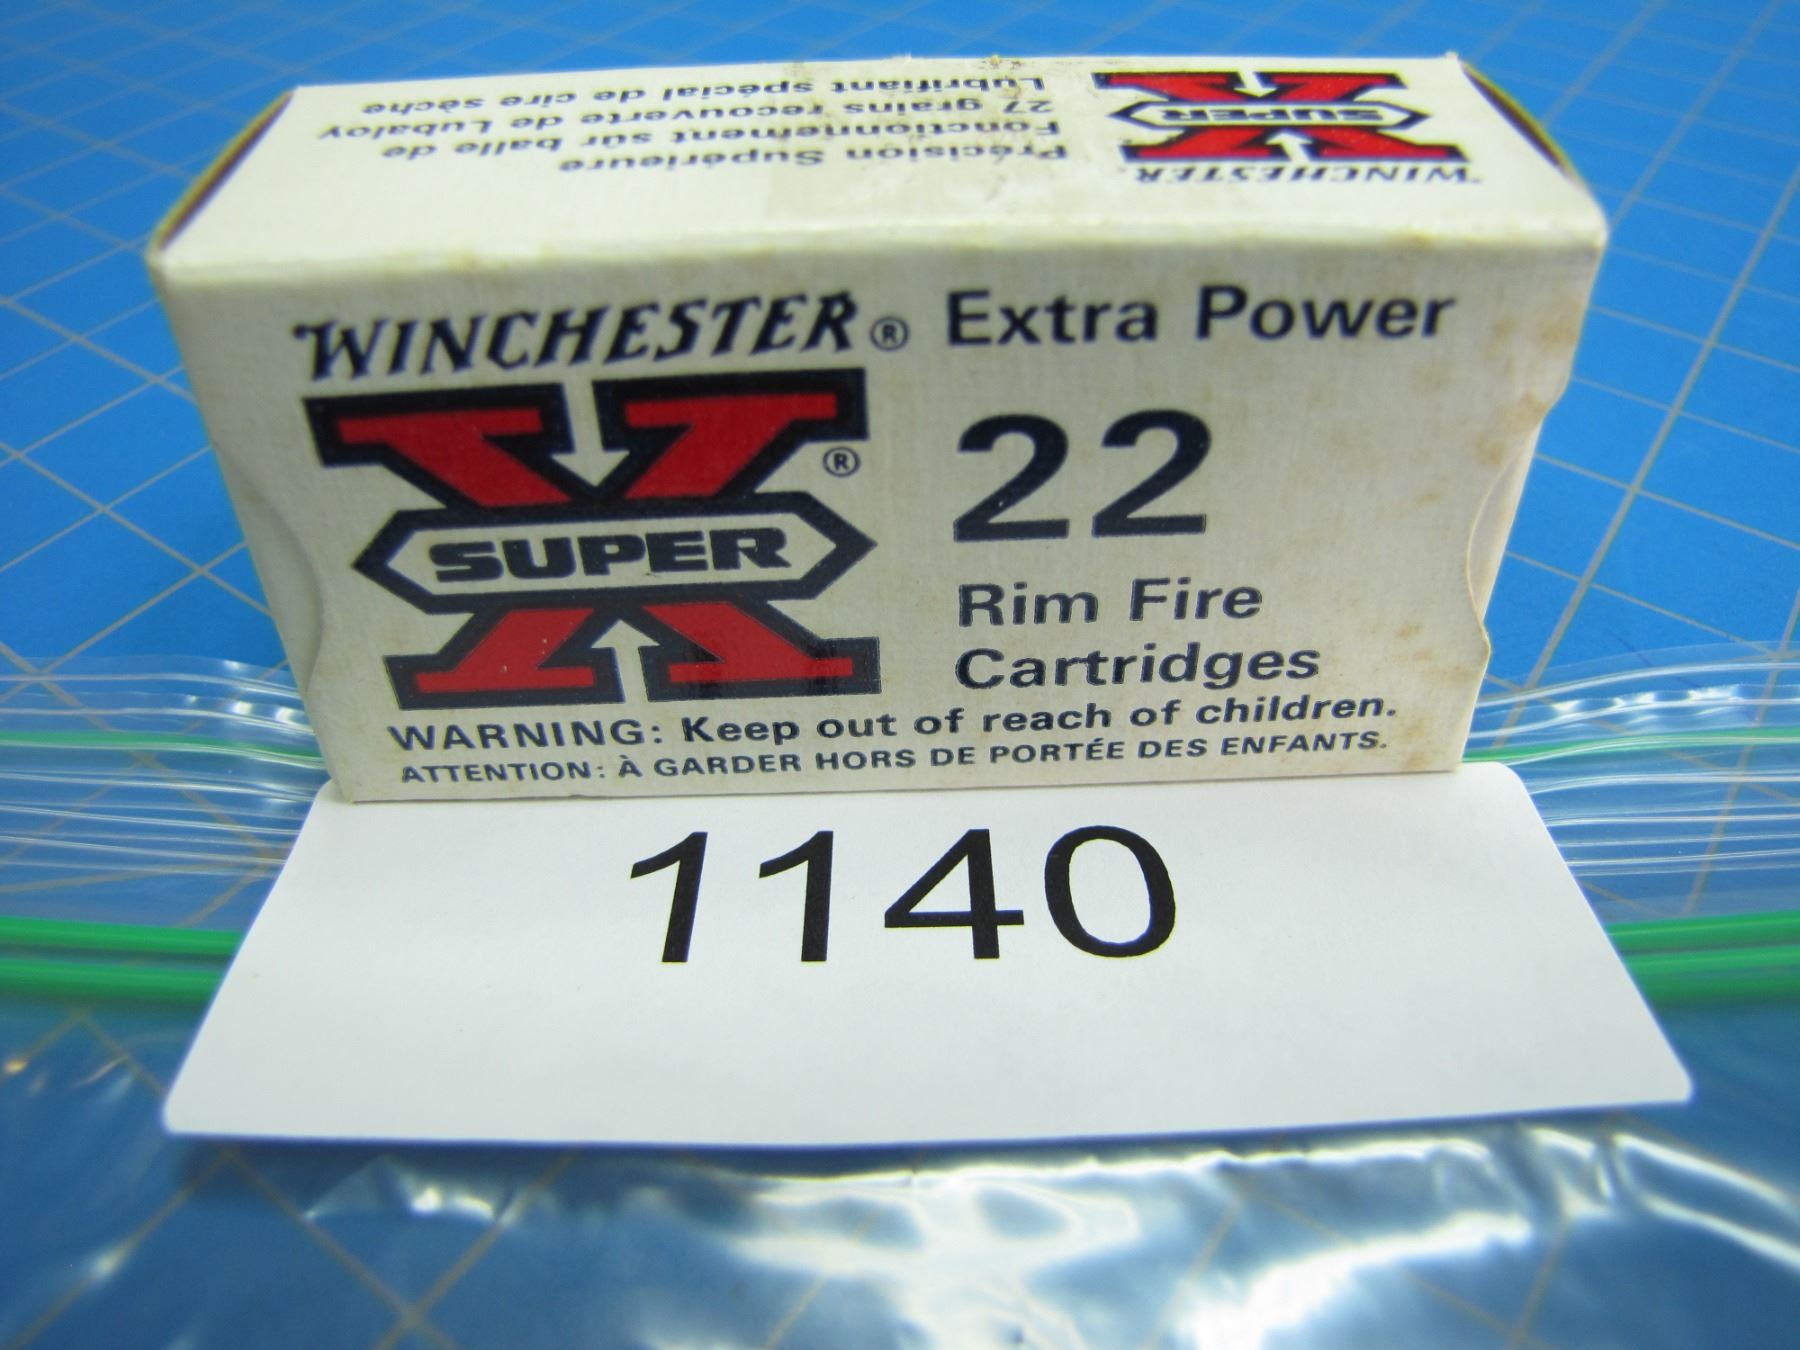 Précision Supérieure
Fonctionnement sûr balle de
27 grains recouverte de Lubaloy
Lubrifiant spécial de cire sèche
WINCHESTER
SUPER X
WINCHESTER® Extra Power
SUPER X®
22
Rim Fire
Cartridges
WARNING: Keep out of reach of children.
ATTENTION: À GARDER HORS DE PORTÉE DES ENFANTS.
1140